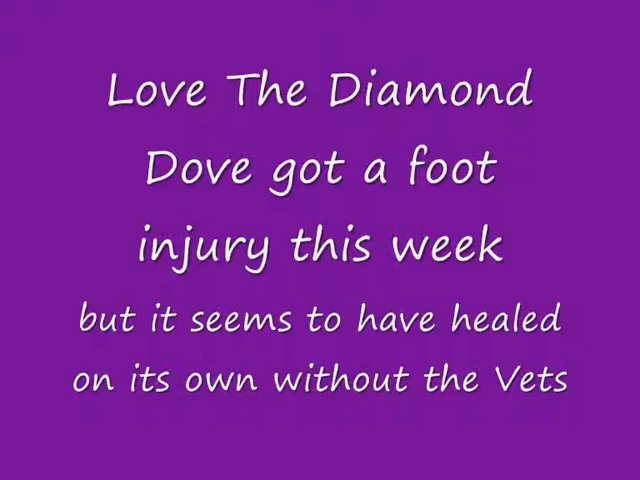 Love The Diamond
Dove got a foot
injury this week
but it seems to have healed
on its own without the Vets